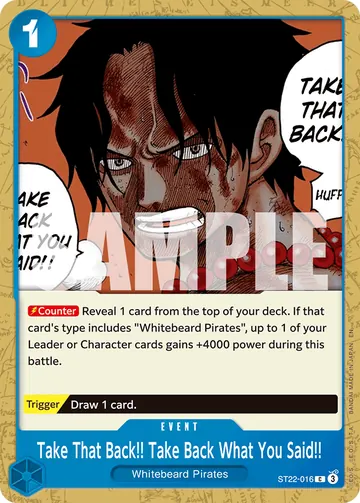 1
TAKE
THAT
BACK
HUFF
AKE
ACK
T YOU
AID!!
SAMPLE
Counter Reveal 1 card from the top of your deck. If that
card's type includes "Whitebeard Pirates", up to 1 of your
Leader or Character cards gains +4000 power during this
battle.
Trigger Draw 1 card.
EVENT
Take That Back!! Take Back What You Said!!
Whitebeard Pirates
ST22-016 C 3